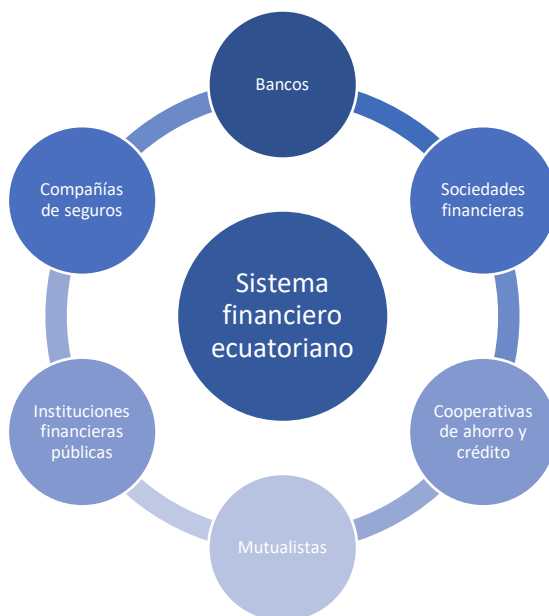 Bancos
Sociedades
financieras
Cooperativas
de ahorro y
crédito
Mutualistas
Instituciones
financieras
públicas
Compañías
de seguros
Sistema
financiero
ecuatoriano